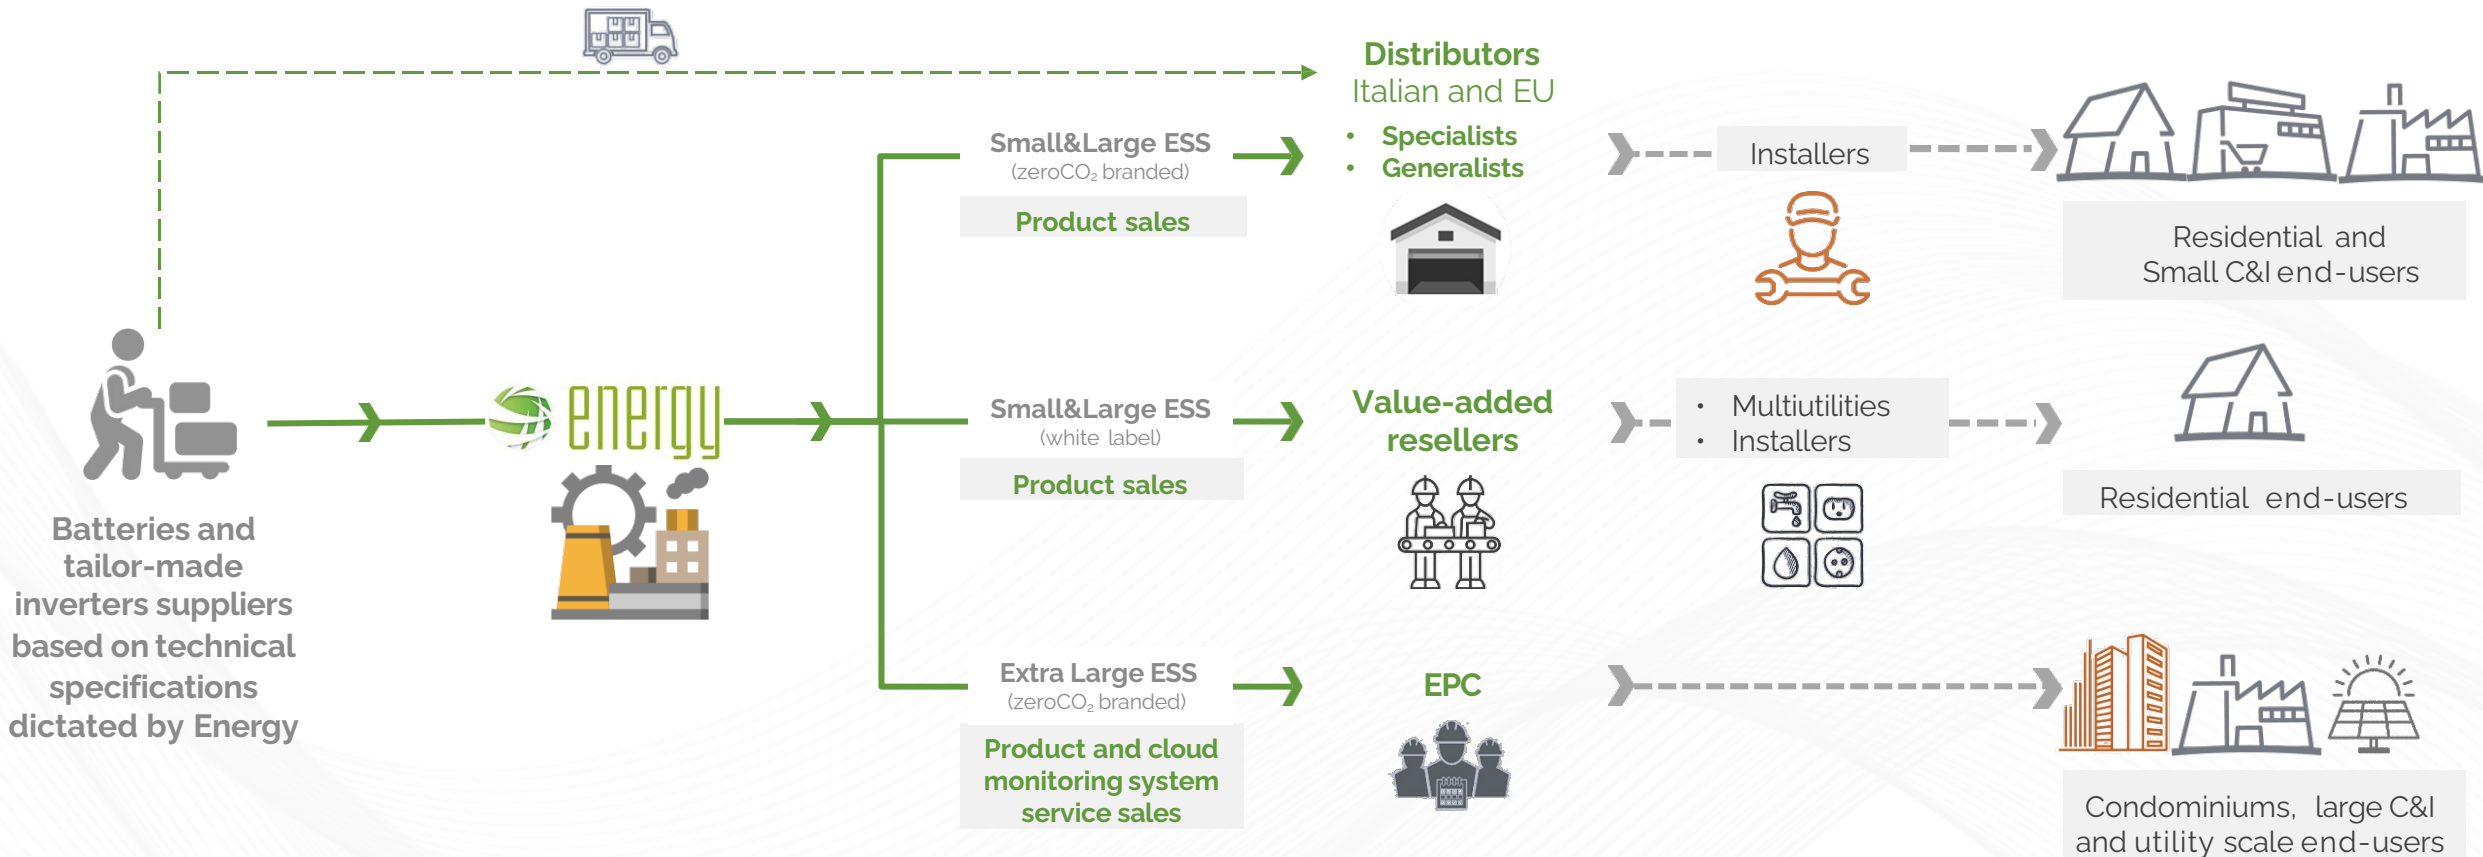 Batteries and
tailor-made
inverters suppliers
based on technical
specifications
dictated by Energy
energy
Small&Large ESS
(zeroCO₂ branded)
Product sales
Distributors
Italian and EU
• Specialists
• Generalists
Installers
Residential and
Small C&I end-users
Small&Large ESS
(white label)
Product sales
Value-added
resellers
• Multiutilities
• Installers
Residential end-users
Extra Large ESS
(zeroCO₂ branded)
Product and cloud
monitoring system
service sales
EPC
Condominiums, large C&I
and utility scale end-users